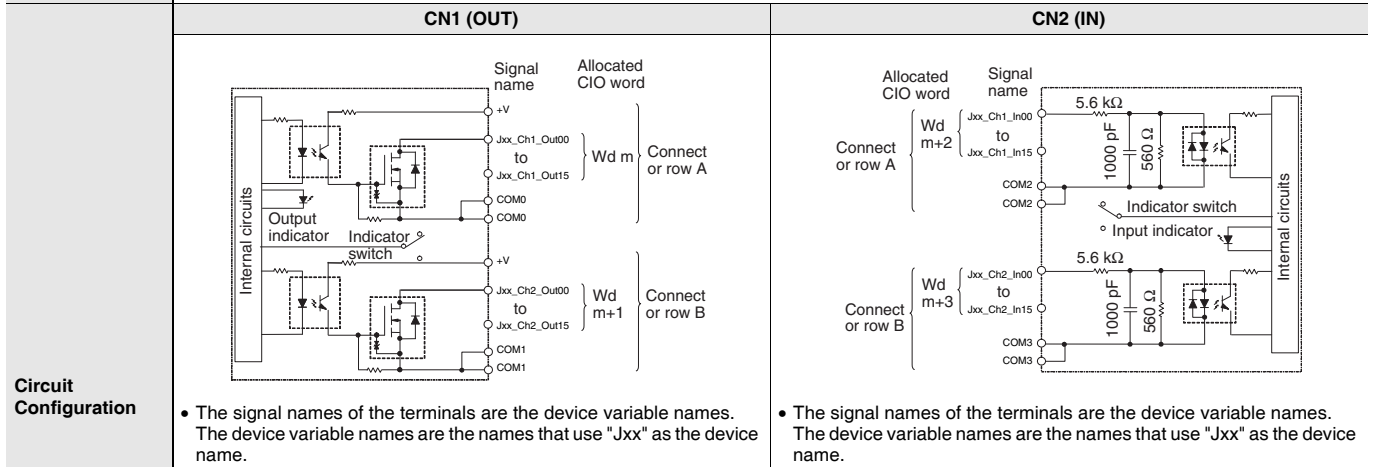 CN1 (OUT)
CN2 (IN)
Circuit
Configuration
Signal
name
Allocated
CIO word
+V
Jxx_Ch1_Out00
to
Jxx_Ch1_Out15
Wd m
Connect
or row A
COM0
COM0
Internal circuits
Output
indicator
Indicator
switch
+V
Jxx_Ch2_Out00
to
Jxx_Ch2_Out15
Wd
m+1
Connect
or row B
COM1
COM1
• The signal names of the terminals are the device variable names.
The device variable names are the names that use "Jxx" as the device
name.
Allocated
CIO word
Signal
name
Connect
or row A
Wd
m+2
Jxx_Ch1_In00
to
Jxx_Ch1_In15
COM2
COM2
5.6 kΩ
1000 pF
560 Ω
Indicator switch
Input indicator
Internal circuits
Connect
or row B
Wd
m+3
Jxx_Ch2_In00
to
Jxx_Ch2_In15
COM3
COM3
5.6 kΩ
1000 pF
560 Ω
• The signal names of the terminals are the device variable names.
The device variable names are the names that use "Jxx" as the device
name.